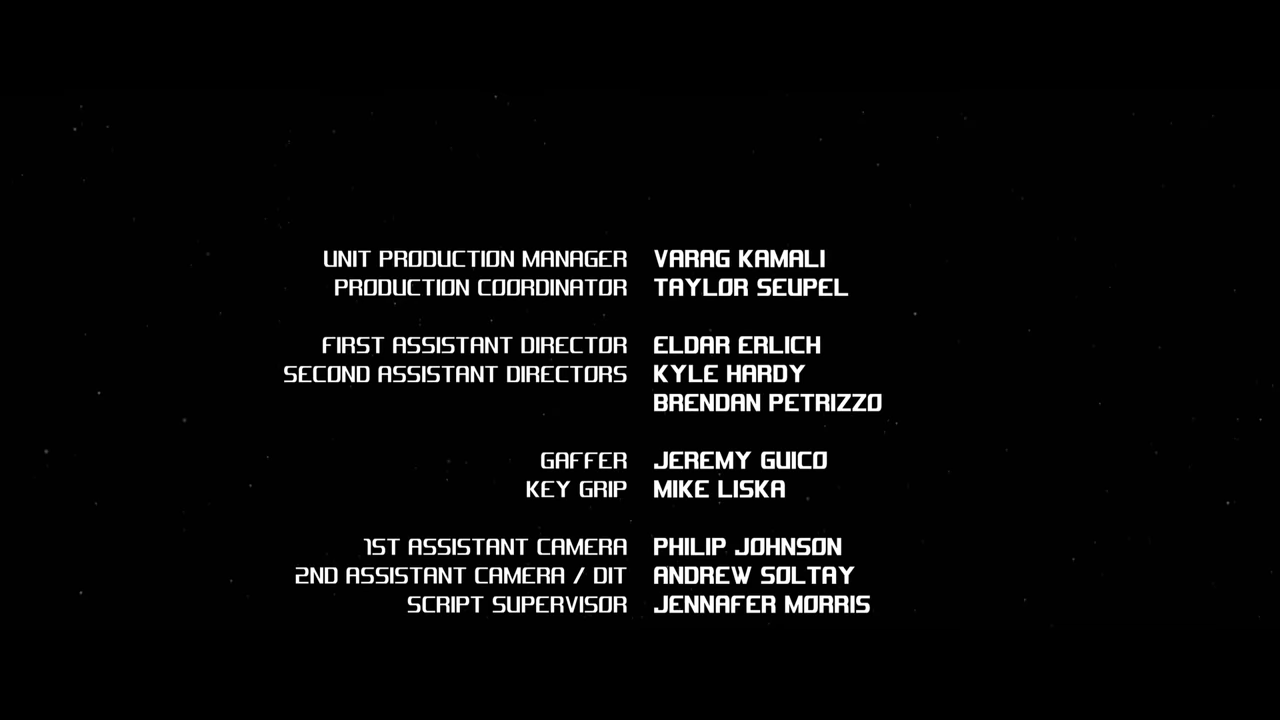 UNIT PRODUCTION MANAGER VARAG KAMALI
PRODUCTION COORDINATOR TAYLOR SEUPEL
FIRST ASSISTANT DIRECTOR ELDAR ERLICH
SECOND ASSISTANT DIRECTORS KYLE HARDY
BRENDAN PETRIZZO
GAFFER JEREMY GUICO
KEY GRIP MIKE LISKA
1ST ASSISTANT CAMERA PHILIP JOHNSON
2ND ASSISTANT CAMERA / DIT ANDREW SOLTAY
SCRIPT SUPERVISOR JENNAFER MORRIS